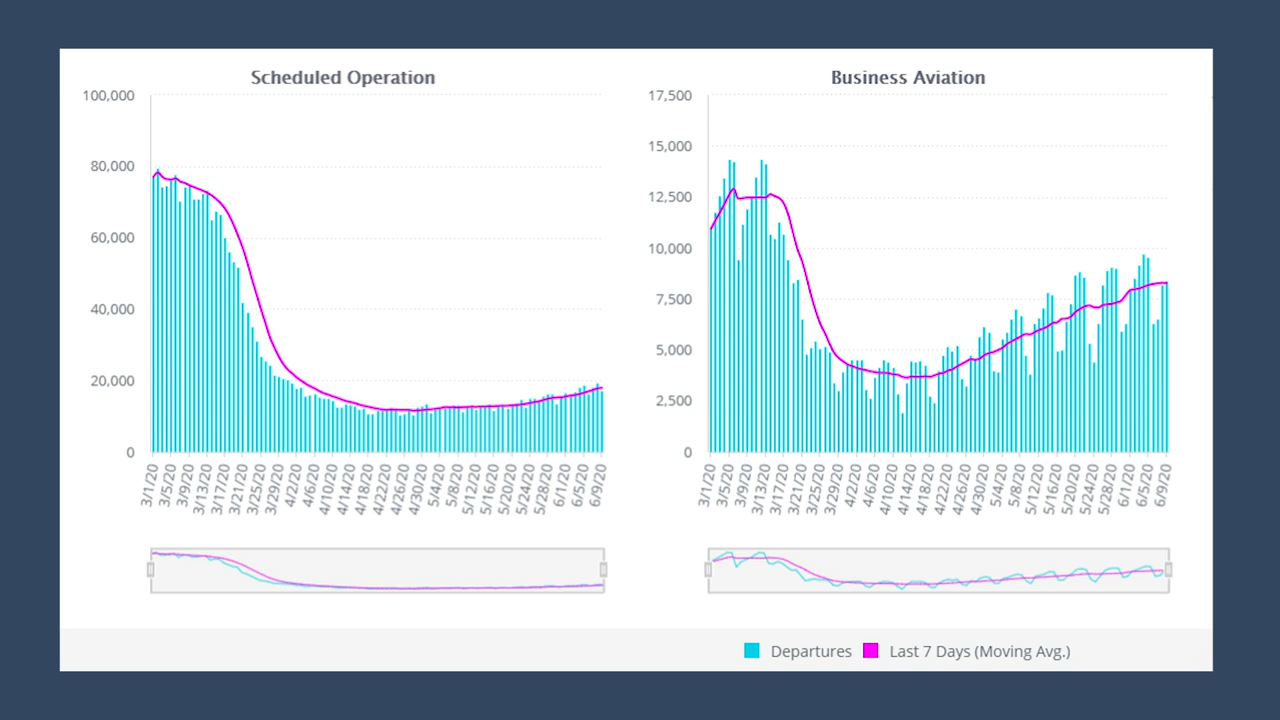 Scheduled Operation
100,000
80,000
60,000
40,000
20,000
0
3/1/20 3/5/20 3/9/20 3/13/20 3/17/20 3/21/20 3/25/20 3/29/20 4/2/20 4/6/20 4/10/20 4/14/20 4/18/20 4/22/20 4/26/20 4/30/20 5/4/20 5/8/20 5/12/20 5/16/20 5/20/20 5/24/20 5/28/20 6/1/20 6/5/20 6/9/20
Business Aviation
17,500
15,000
12,500
10,000
7,500
5,000
2,500
0
3/1/20 3/5/20 3/9/20 3/13/20 3/17/20 3/21/20 3/25/20 3/29/20 4/2/20 4/6/20 4/10/20 4/14/20 4/18/20 4/22/20 4/26/20 4/30/20 5/4/20 5/8/20 5/12/20 5/16/20 5/20/20 5/24/20 5/28/20 6/1/20 6/5/20 6/9/20
Departures Last 7 Days (Moving Avg.)